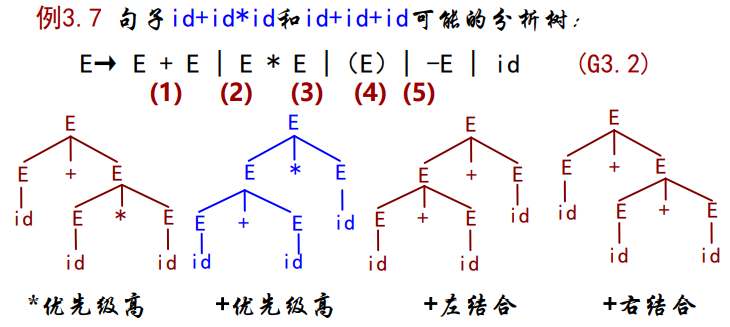 例3.7 句子id+id*id和id+id+id可能的分析树:
E→ E + E | E * E | (E) | -E | id (G3.2)
(1) (2) (3) (4) (5)
E E E E
E + E E * E E + E E + E
id E * E E + E id E + E id id E + E
id id id id id id id id
*优先级高 +优先级高 +左结合 +右结合